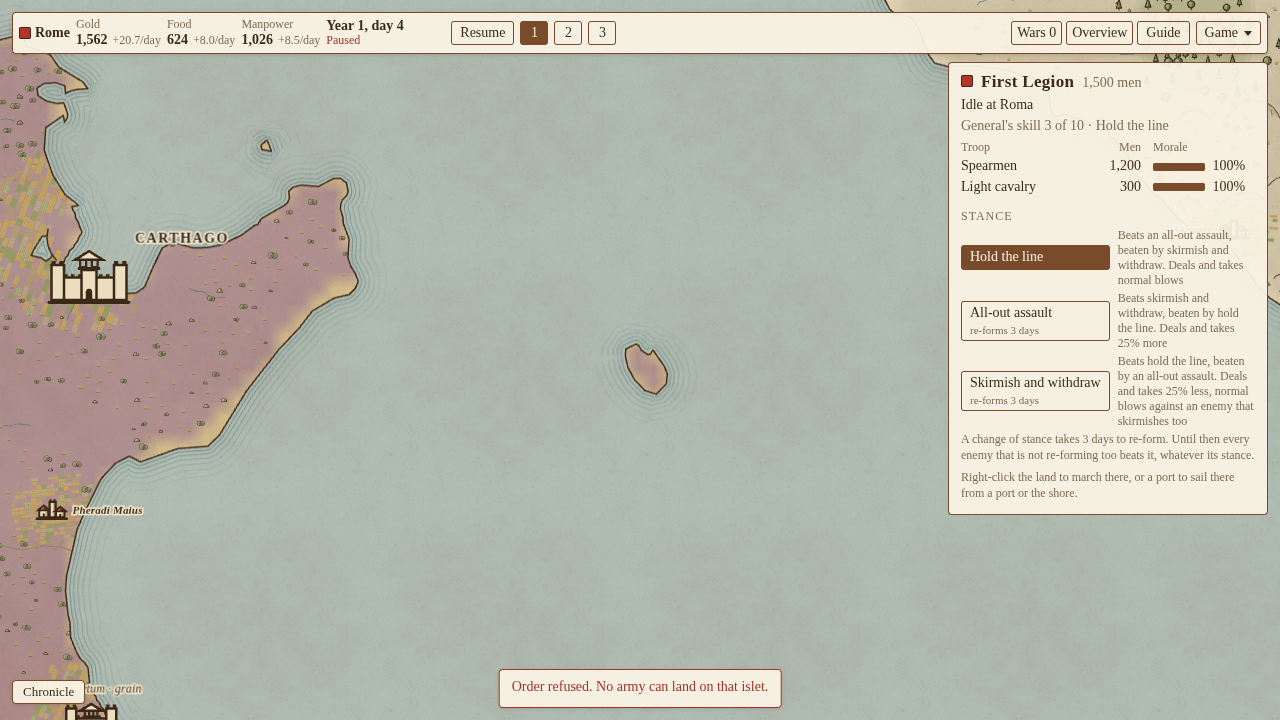 Rome
Gold
1,562 +20.7/day
Food
624 +8.0/day
Manpower
1,026 +8.5/day
Year 1, day 4
Paused
Resume
1
2
3
Wars 0
Overview
Guide
Game
First Legion 1,500 men
Idle at Roma
General's skill 3 of 10 · Hold the line
Troop Men Morale
Spearmen 1,200 100%
Light cavalry 300 100%
STANCE
Hold the line
Beats an all-out assault,
beaten by skirmish and
withdraw. Deals and takes
normal blows
All-out assault
re-forms 3 days
Beats skirmish and
withdraw, beaten by hold
the line. Deals and takes
25% more
Skirmish and withdraw
re-forms 3 days
Beats hold the line, beaten
by an all-out assault. Deals
and takes 25% less, normal
blows against an enemy that
skirmishes too
A change of stance takes 3 days to re-form. Until then every
enemy that is not re-forming too beats it, whatever its stance.
Right-click the land to march there, or a port to sail there
from a port or the shore.
CARTHAGO
Pheradi Maius
grain
Chronicle
Order refused. No army can land on that islet.